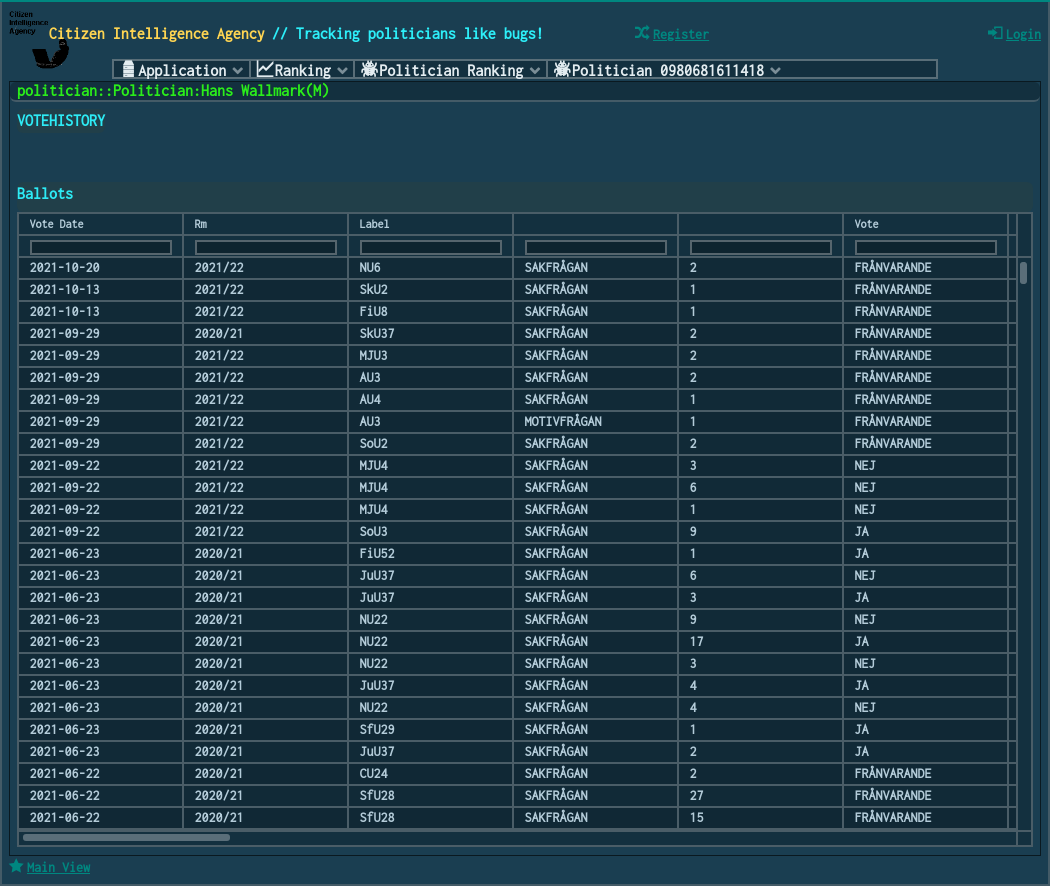 Citizen
Intelligence
Agency
Citizen Intelligence Agency // Tracking politicians like bugs! Register Login
Application Ranking Politician Ranking Politician 0980681611418
politician::Politician:Hans Wallmark(M)
VOTEHISTORY
Ballots
Vote Date Rm Label Vote
2021-10-20 2021/22 NU6 SAKFRÅGAN 2 FRÅNVARANDE
2021-10-13 2021/22 SkU2 SAKFRÅGAN 1 FRÅNVARANDE
2021-10-13 2021/22 FiU8 SAKFRÅGAN 1 FRÅNVARANDE
2021-09-29 2020/21 SkU37 SAKFRÅGAN 2 FRÅNVARANDE
2021-09-29 2021/22 MJU3 SAKFRÅGAN 2 FRÅNVARANDE
2021-09-29 2021/22 AU3 SAKFRÅGAN 2 FRÅNVARANDE
2021-09-29 2021/22 AU4 SAKFRÅGAN 1 FRÅNVARANDE
2021-09-29 2021/22 AU3 MOTIVFRÅGAN 1 FRÅNVARANDE
2021-09-29 2021/22 SoU2 SAKFRÅGAN 2 FRÅNVARANDE
2021-09-22 2021/22 MJU4 SAKFRÅGAN 3 NEJ
2021-09-22 2021/22 MJU4 SAKFRÅGAN 6 NEJ
2021-09-22 2021/22 MJU4 SAKFRÅGAN 1 NEJ
2021-09-22 2021/22 SoU3 SAKFRÅGAN 9 JA
2021-06-23 2020/21 FiU52 SAKFRÅGAN 1 JA
2021-06-23 2020/21 JuU37 SAKFRÅGAN 6 NEJ
2021-06-23 2020/21 JuU37 SAKFRÅGAN 3 JA
2021-06-23 2020/21 NU22 SAKFRÅGAN 9 NEJ
2021-06-23 2020/21 NU22 SAKFRÅGAN 17 JA
2021-06-23 2020/21 NU22 SAKFRÅGAN 3 NEJ
2021-06-23 2020/21 JuU37 SAKFRÅGAN 4 JA
2021-06-23 2020/21 NU22 SAKFRÅGAN 4 NEJ
2021-06-23 2020/21 SfU29 SAKFRÅGAN 1 JA
2021-06-23 2020/21 JuU37 SAKFRÅGAN 2 JA
2021-06-22 2020/21 CU24 SAKFRÅGAN 2 FRÅNVARANDE
2021-06-22 2020/21 SfU28 SAKFRÅGAN 27 FRÅNVARANDE
2021-06-22 2020/21 SfU28 SAKFRÅGAN 15 FRÅNVARANDE
Main View